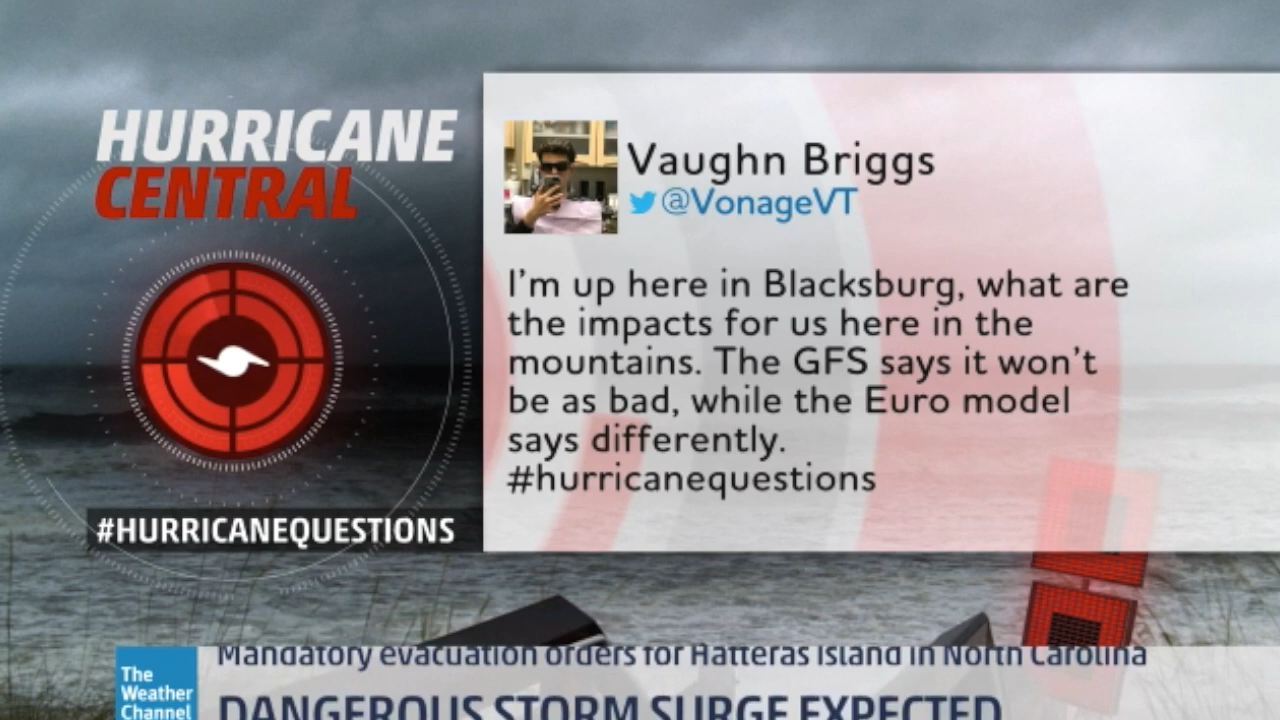 HURRICANE
CENTRAL
#HURRICANEQUESTIONS
Vaughn Briggs
@VonageVT
I'm up here in Blacksburg, what are
the impacts for us here in the
mountains. The GFS says it won't
be as bad, while the Euro model
says differently.
#hurricanequestions
Mandatory evacuation orders for Hatteras Island in North Carolina
The
Weather
Channel
DANGEROUS STORM SURGE EXPECTED